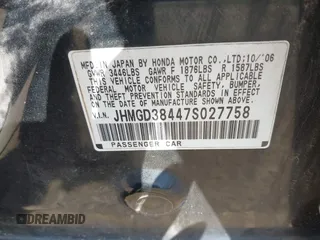 MFD. IN JAPAN BY HONDA MOTOR CO.,LTD:10/'06
GVWR 3446LBS GAWR F 1876LBS R 1587LBS
THIS VEHICLE CONFORMS TO ALL APPLICABLE
FEDERAL MOTOR VEHICLE SAFETY, BUMPER,
AND THEFT PREVENTION STANDARDS IN EFFECT
ON THE DATE OF MANUFACTURE SHOWN ABOVE.
V.I.N. JHMGD38447S027758
PASSENGER CAR
DREAMBID